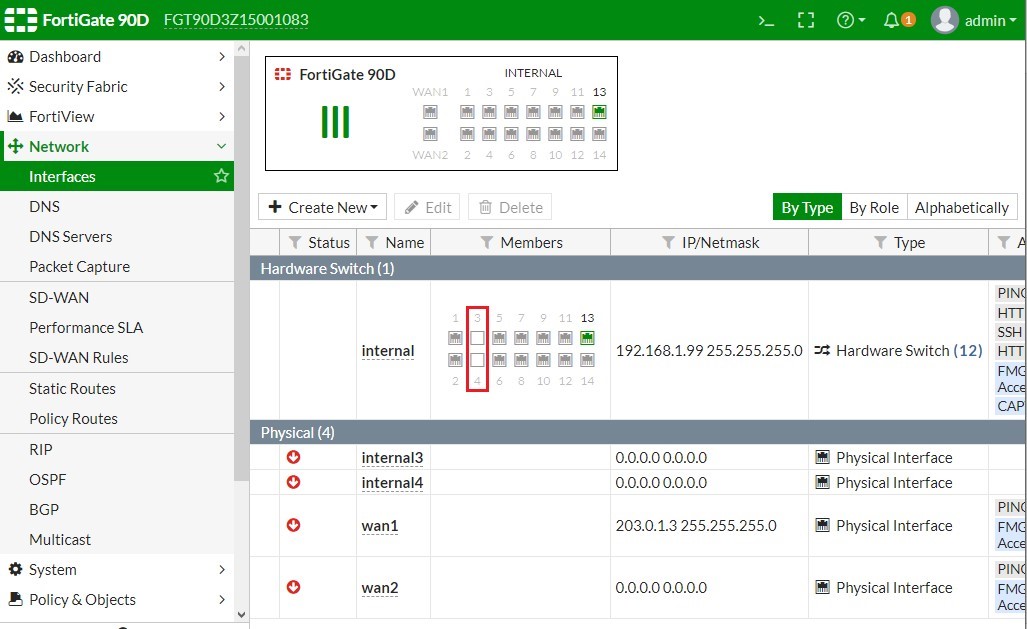 FortiGate 90D FGT90D3Z15001083 >_ 1 admin
Dashboard
Security Fabric
FortiView
Network
Interfaces
DNS
DNS Servers
Packet Capture
SD-WAN
Performance SLA
SD-WAN Rules
Static Routes
Policy Routes
RIP
OSPF
BGP
Multicast
System
Policy & Objects
FortiGate 90D INTERNAL
WAN1 1 3 5 7 9 11 13
WAN2 2 4 6 8 10 12 14
+ Create New Edit Delete By Type By Role Alphabetically
Status Name Members IP/Netmask Type A
Hardware Switch (1)
1 3 5 7 9 11 13
internal 192.168.1.99 255.255.255.0 Hardware Switch (12)
2 4 6 8 10 12 14
PING
HTT
SSH
HTT
FMG
Acce
CAP
Physical (4)
internal3 0.0.0.0 0.0.0.0 Physical Interface
internal4 0.0.0.0 0.0.0.0 Physical Interface
wan1 203.0.1.3 255.255.255.0 Physical Interface
PING
FMG
Acce
wan2 0.0.0.0 0.0.0.0 Physical Interface
PING
FMG
Acce